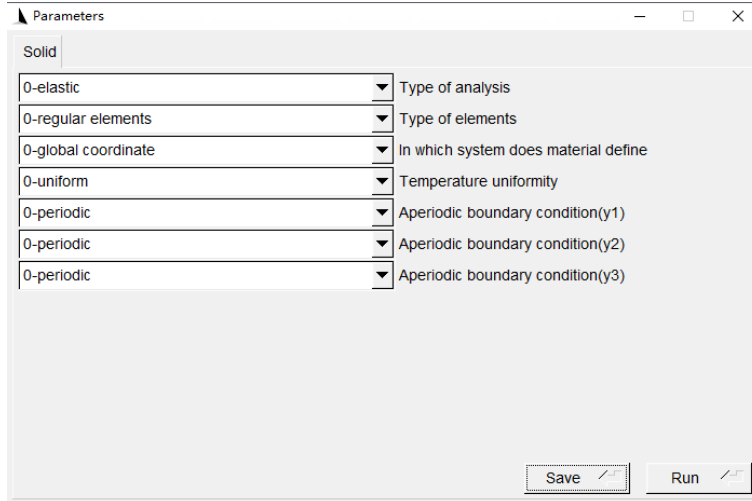 Parameters
Solid
0-elastic Type of analysis
0-regular elements Type of elements
0-global coordinate In which system does material define
0-uniform Temperature uniformity
0-periodic Aperiodic boundary condition(y1)
0-periodic Aperiodic boundary condition(y2)
0-periodic Aperiodic boundary condition(y3)
Save Run